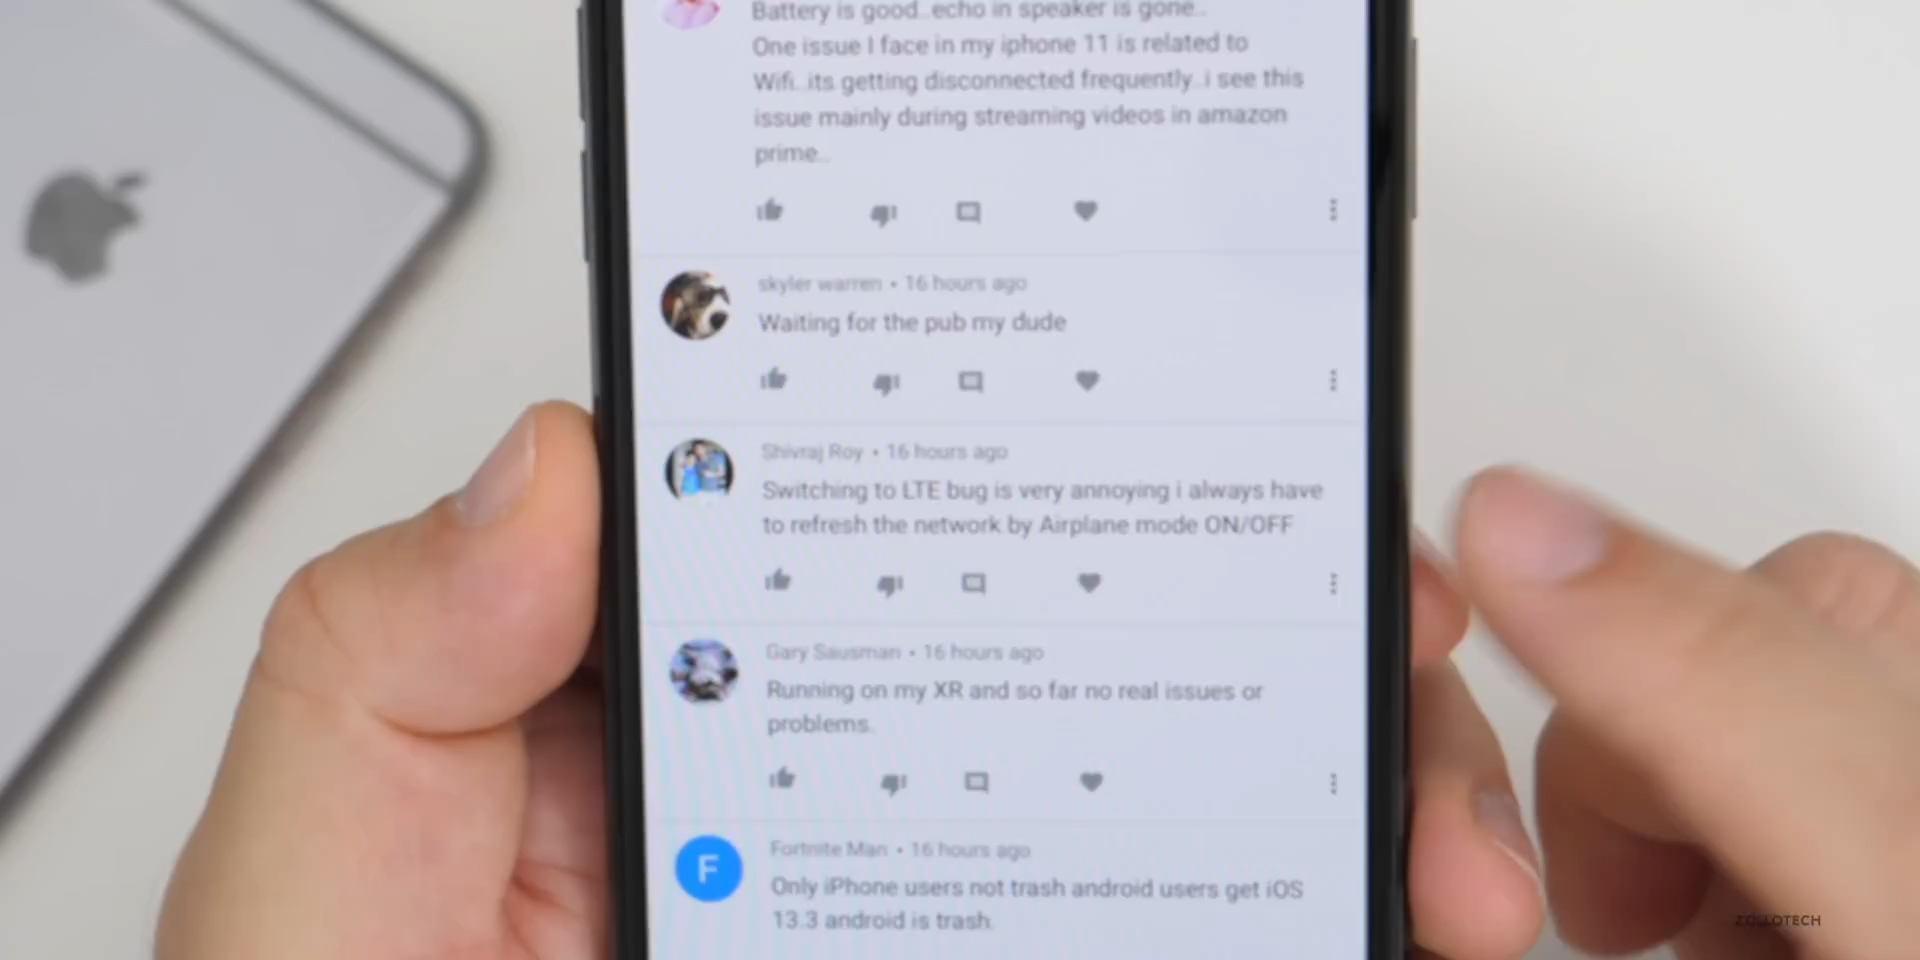 Battery is good..echo in speaker is gone..
One issue I face in my iphone 11 is related to
Wifi..its getting disconnected frequently..i see this
issue mainly during streaming videos in amazon
prime..
skyler warren • 16 hours ago
Waiting for the pub my dude
Shivraj Roy • 16 hours ago
Switching to LTE bug is very annoying i always have
to refresh the network by Airplane mode ON/OFF
Gary Sausman • 16 hours ago
Running on my XR and so far no real issues or
problems.
F
Fortnite Man • 16 hours ago
Only iPhone users not trash android users get iOS
13.3 android is trash.
ZOLLOTECH